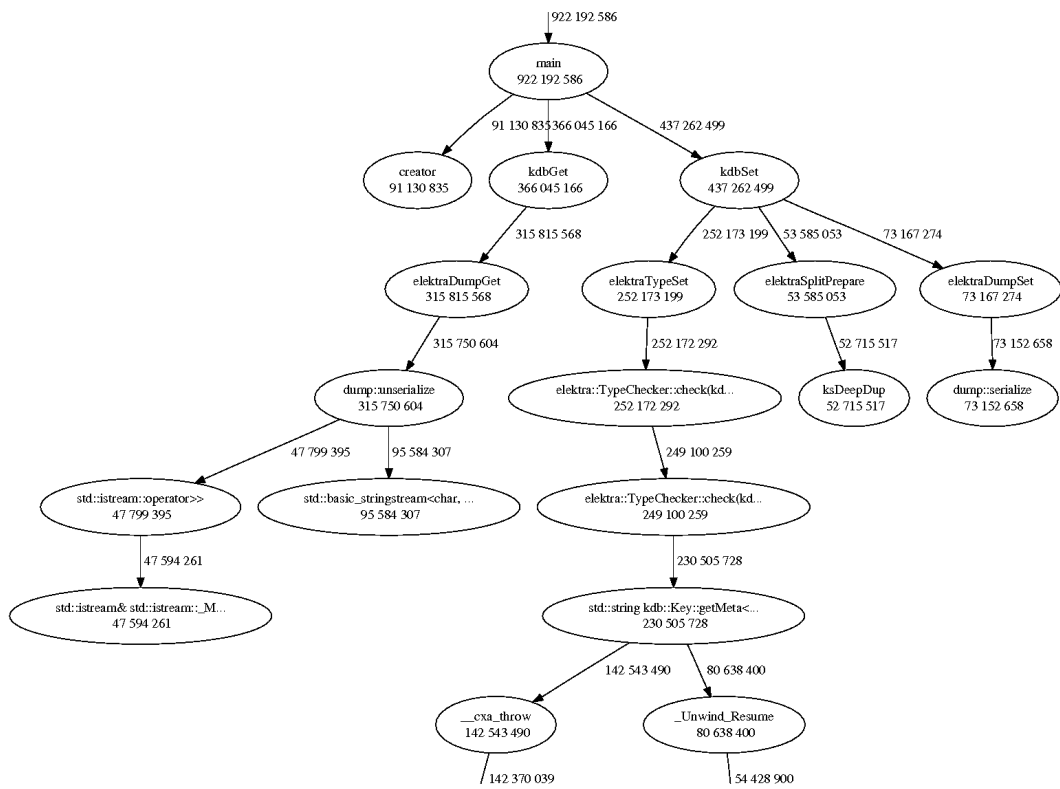 922 192 586
main
922 192 586
91 130 835
366 045 166
437 262 499
creator
91 130 835
kdbGet
366 045 166
kdbSet
437 262 499
315 815 568
252 173 199
53 585 053
73 167 274
elektraDumpGet
315 815 568
elektraTypeSet
252 173 199
elektraSplitPrepare
53 585 053
elektraDumpSet
73 167 274
315 750 604
252 172 292
52 715 517
73 152 658
dump::unserialize
315 750 604
elektra::TypeChecker::check(kd...
252 172 292
ksDeepDup
52 715 517
dump::serialize
73 152 658
47 799 395
95 584 307
249 100 259
std::istream::operator>>
47 799 395
std::basic_stringstream<char, ...
95 584 307
elektra::TypeChecker::check(kd...
249 100 259
47 594 261
230 505 728
std::istream& std::istream::_M...
47 594 261
std::string kdb::Key::getMeta<...
230 505 728
142 543 490
80 638 400
__cxa_throw
142 543 490
_Unwind_Resume
80 638 400
142 370 039
54 428 900